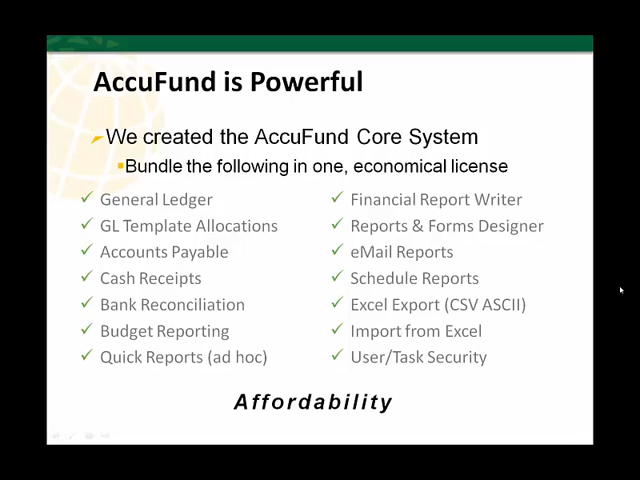 AccuFund is Powerful
We created the AccuFund Core System
Bundle the following in one, economical license
General Ledger
GL Template Allocations
Accounts Payable
Cash Receipts
Bank Reconciliation
Budget Reporting
Quick Reports (ad hoc)
Financial Report Writer
Reports & Forms Designer
eMail Reports
Schedule Reports
Excel Export (CSV ASCII)
Import from Excel
User/Task Security
Affordability